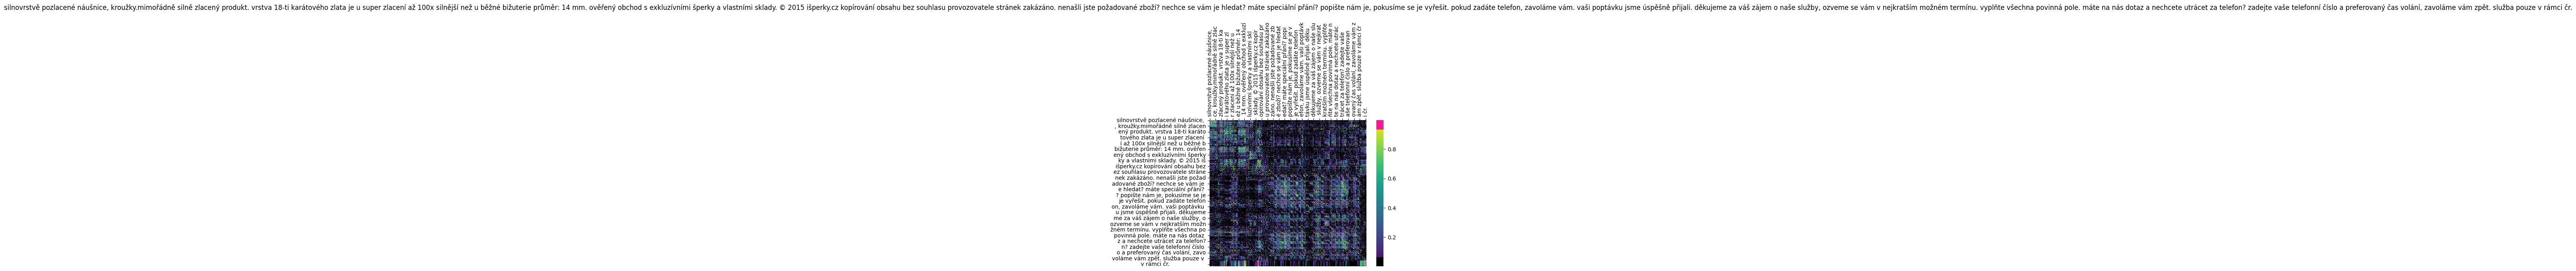 silnovrstvě pozlacené náušnice, kroužky.mimořádně silně zlacený produkt. vrstva 18-ti karátového zlata je u super zlacení až 100x silnější než u běžné bižuterie průměr: 14 mm. ověřený obchod s exkluzívními šperky a vlastními sklady. © 2015 išperky.cz kopírování obsahu bez souhlasu provozovatele stránek zakázáno. nenašli jste požadované zboží? nechce se vám je hledat? máte speciální přání? popište nám je, pokusíme se je vyřešit. pokud zadáte telefon, zavoláme vám. vaši poptávku jsme úspěšně přijali. děkujeme za váš zájem o naše služby, ozveme se vám v nejkratším možném termínu. vyplňte všechna povinná pole. máte na nás dotaz a nechcete utrácet za telefon? zadejte vaše telefonní číslo a preferovaný čas volání, zavoláme vám zpět. služba pouze v rámci čr.
silnovrstvě pozlacené náušnice,
, kroužky.mimořádně silně zlacen
ený produkt. vrstva 18-ti karáto
tového zlata je u super zlacení
í až 100x silnější než u běžné b
bižuterie průměr: 14 mm. ověřen
ený obchod s exkluzívními šperky
ky a vlastními sklady. © 2015 iš
išperky.cz kopírování obsahu bez
ez souhlasu provozovatele stráne
nek zakázáno. nenašli jste požad
adované zboží? nechce se vám je
e hledat? máte speciální přání?
? popište nám je, pokusíme se je
je vyřešit. pokud zadáte telefon
on, zavoláme vám. vaši poptávku
u jsme úspěšně přijali. děkujeme
me za váš zájem o naše služby, o
ozveme se vám v nejkratším možn
žném termínu. vyplňte všechna po
povinná pole. máte na nás dotaz
z a nechcete utrácet za telefon?
n? zadejte vaše telefonní číslo
o a preferovaný čas volání, zavo
voláme vám zpět. služba pouze v
v rámci čr.
0.8
0.6
0.4
0.2